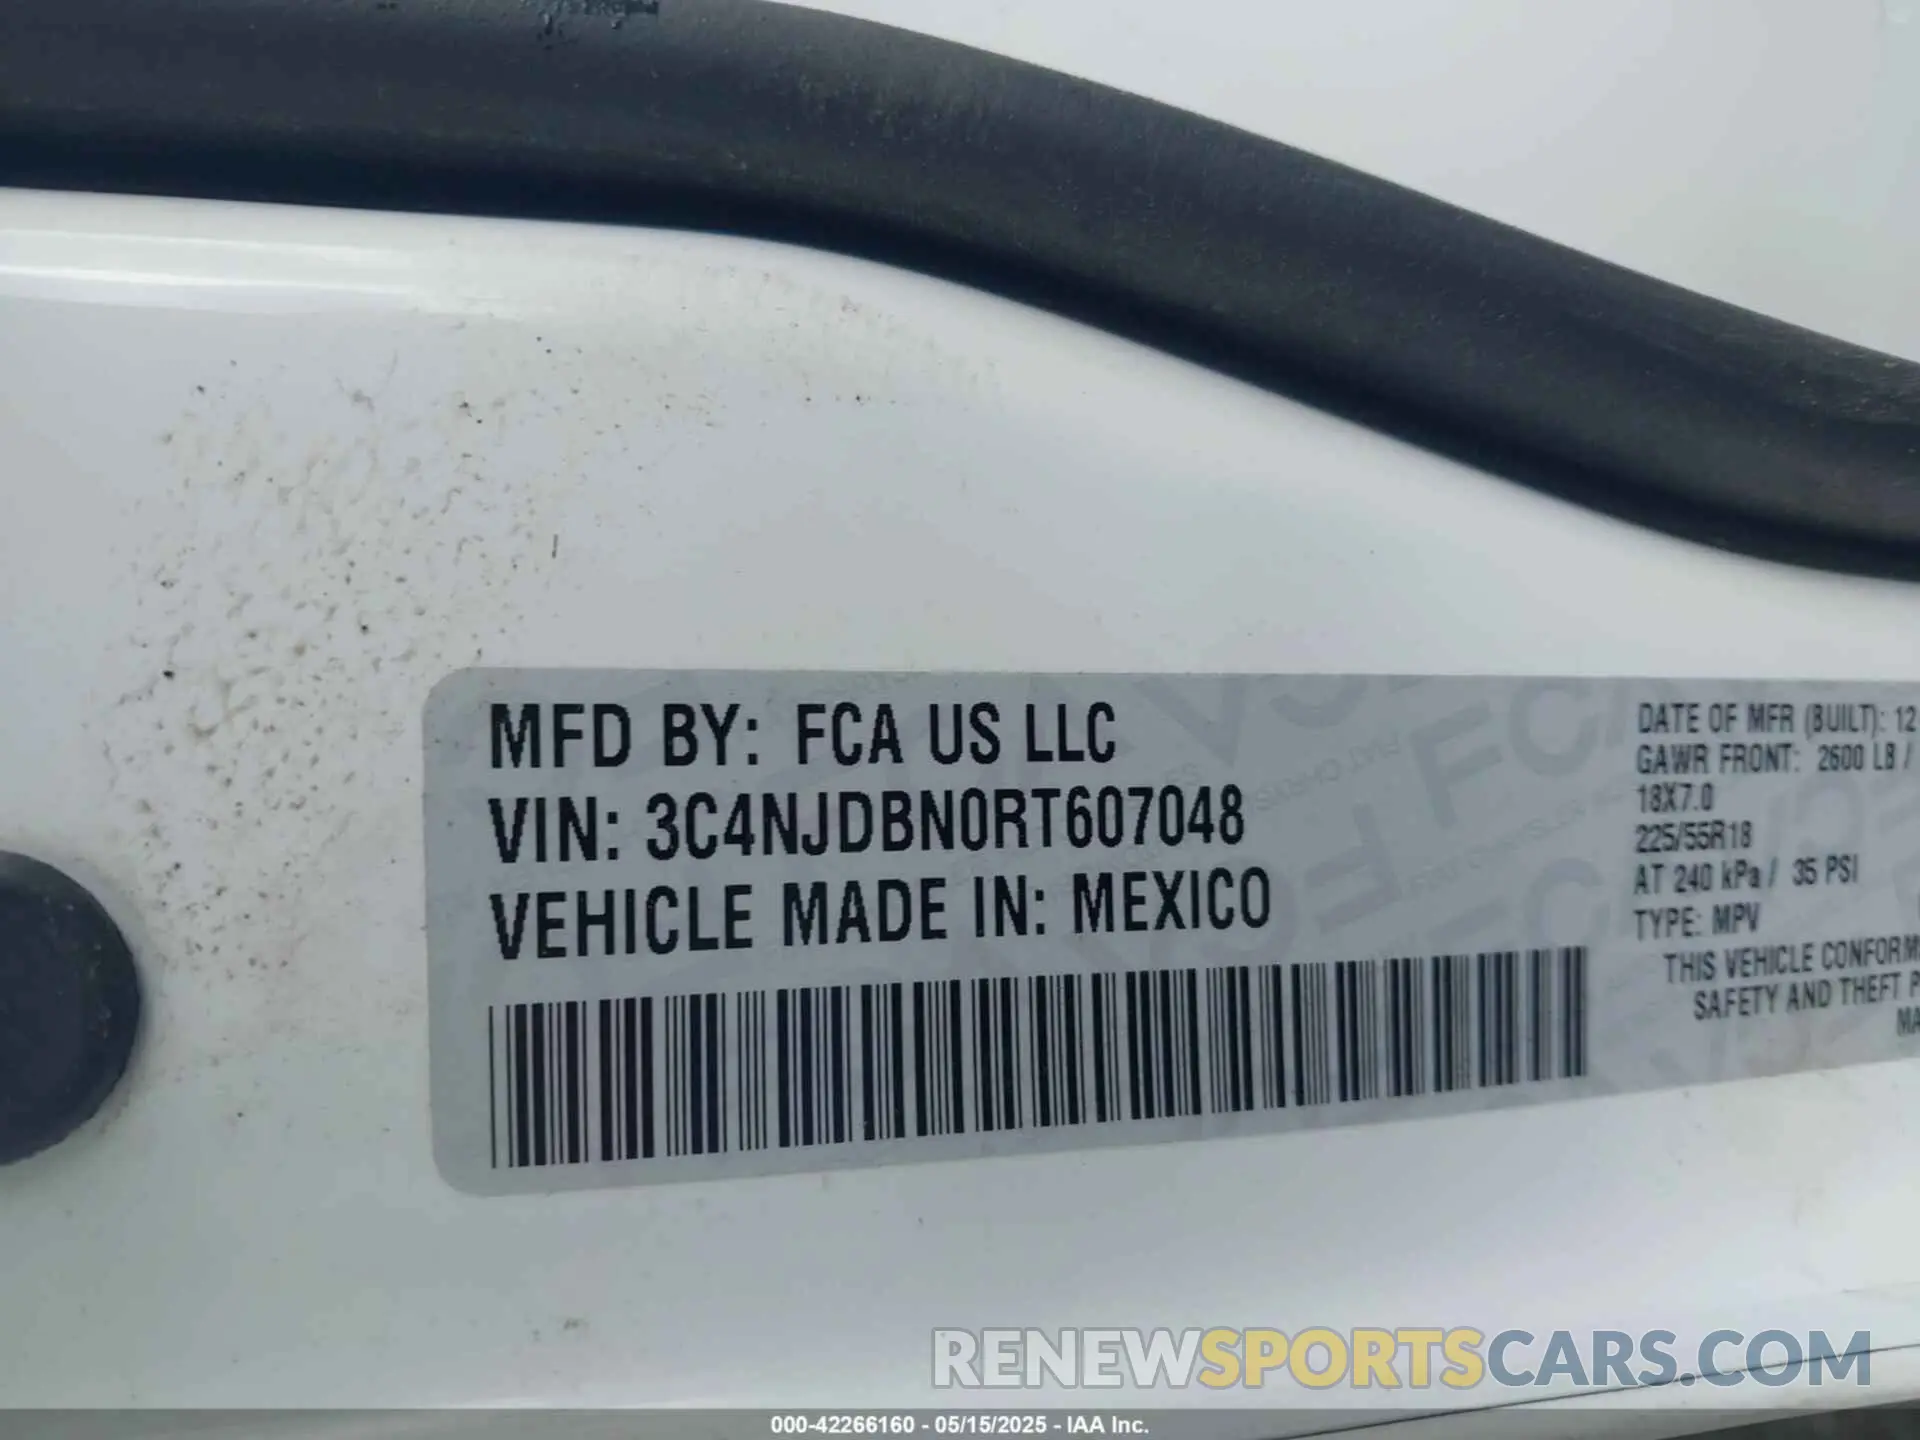 MFD BY: FCA US LLC
VIN: 3C4NJDBN0RT607048
VEHICLE MADE IN: MEXICO
DATE OF MFR (BUILT): 12
GAWR FRONT: 2600 LB /
18X7.0
225/55R18
AT 240 kPa / 35 PSI
TYPE: MPV
THIS VEHICLE CONFORM
SAFETY AND THEFT P
MA
RENEWSPORTSCARS.COM
000-42266160 - 05/15/2025 - IAA Inc.